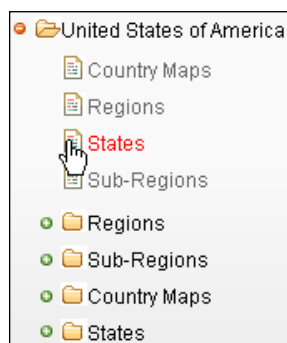 United States of America
Country Maps
Regions
States
Sub-Regions
Regions
Sub-Regions
Country Maps
States